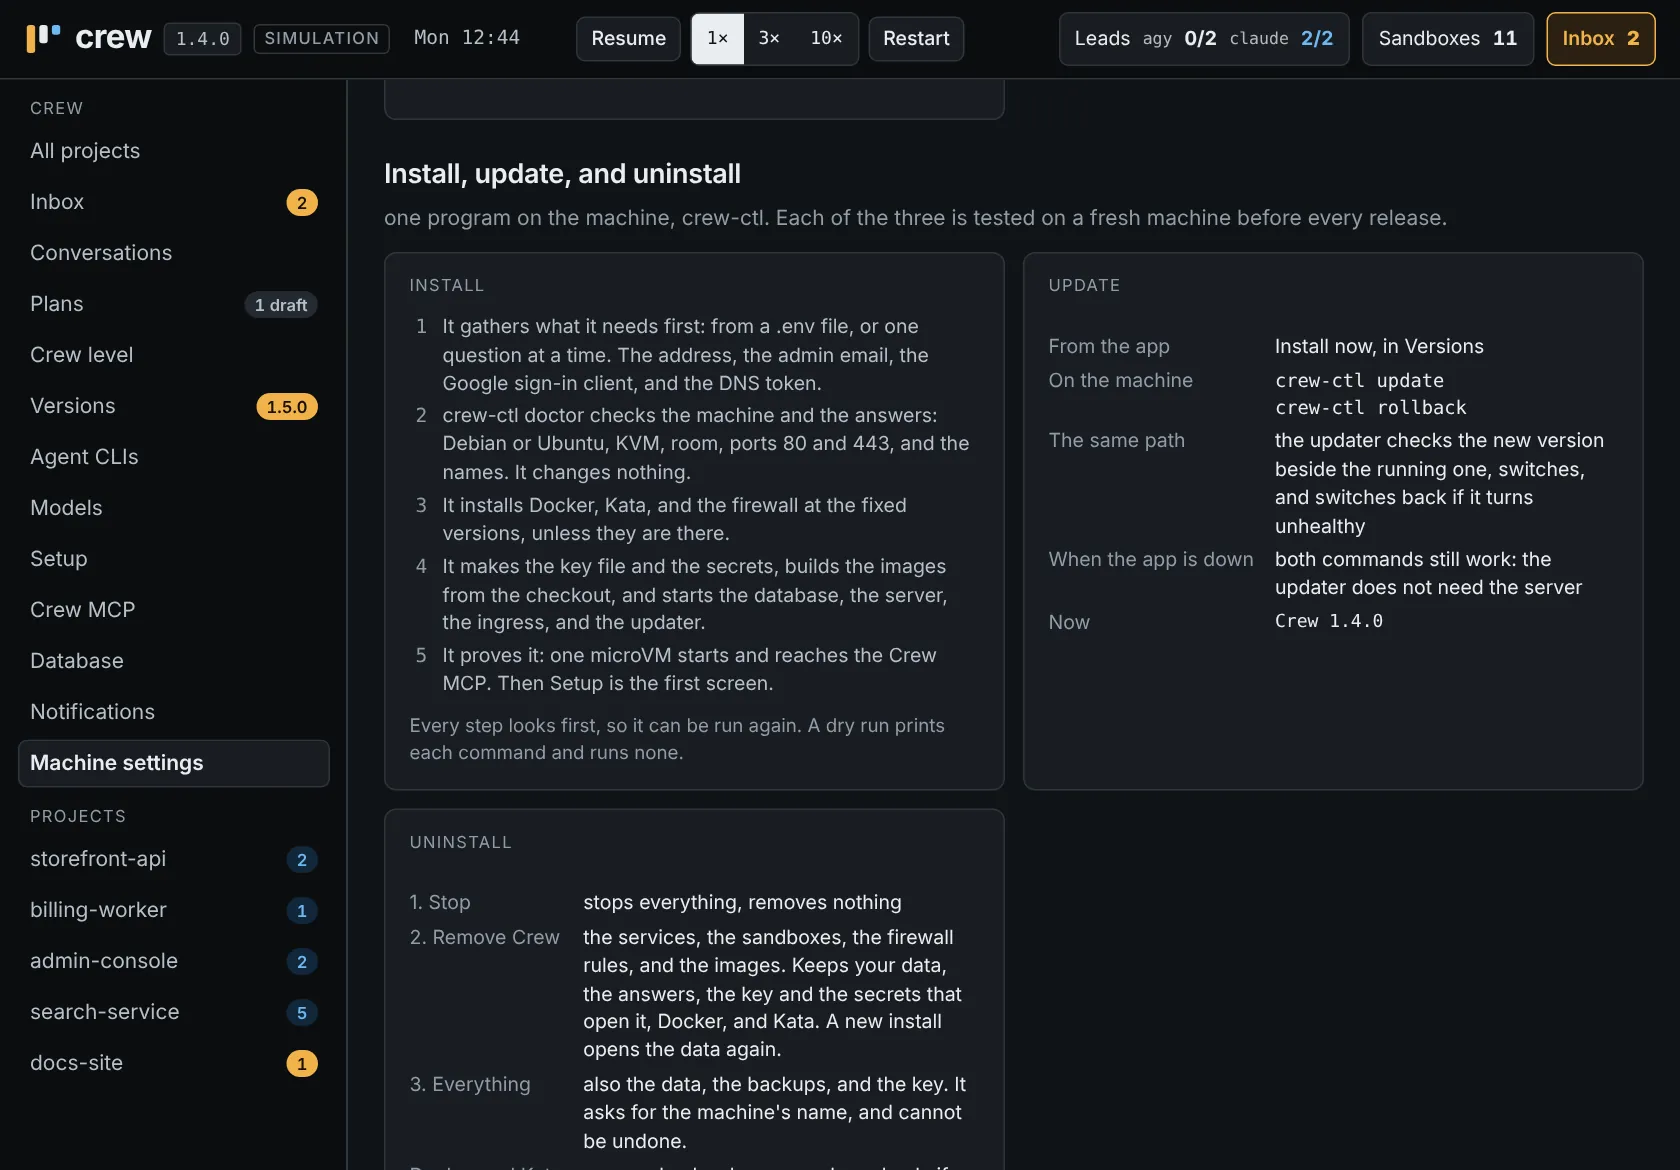 crew 1.4.0 SIMULATION Mon 12:44 Resume 1× 3× 10× Restart Leads agy 0/2 claude 2/2 Sandboxes 11 Inbox 2
CREW
All projects
Inbox 2
Conversations
Plans 1 draft
Crew level
Versions 1.5.0
Agent CLIs
Models
Setup
Crew MCP
Database
Notifications
Machine settings
PROJECTS
storefront-api 2
billing-worker 1
admin-console 2
search-service 5
docs-site 1
Install, update, and uninstall
one program on the machine, crew-ctl. Each of the three is tested on a fresh machine before every release.
INSTALL
1 It gathers what it needs first: from a .env file, or one
question at a time. The address, the admin email, the
Google sign-in client, and the DNS token.
2 crew-ctl doctor checks the machine and the answers:
Debian or Ubuntu, KVM, room, ports 80 and 443, and the
names. It changes nothing.
3 It installs Docker, Kata, and the firewall at the fixed
versions, unless they are there.
4 It makes the key file and the secrets, builds the images
from the checkout, and starts the database, the server,
the ingress, and the updater.
5 It proves it: one microVM starts and reaches the Crew
MCP. Then Setup is the first screen.
Every step looks first, so it can be run again. A dry run prints
each command and runs none.
UPDATE
From the app Install now, in Versions
On the machine crew-ctl update
crew-ctl rollback
The same path the updater checks the new version
beside the running one, switches,
and switches back if it turns
unhealthy
When the app is down both commands still work: the
updater does not need the server
Now Crew 1.4.0
UNINSTALL
1. Stop stops everything, removes nothing
2. Remove Crew the services, the sandboxes, the firewall
rules, and the images. Keeps your data,
the answers, the key and the secrets that
open it, Docker, and Kata. A new install
opens the data again.
3. Everything also the data, the backups, and the key. It
asks for the machine's name, and cannot
be undone.